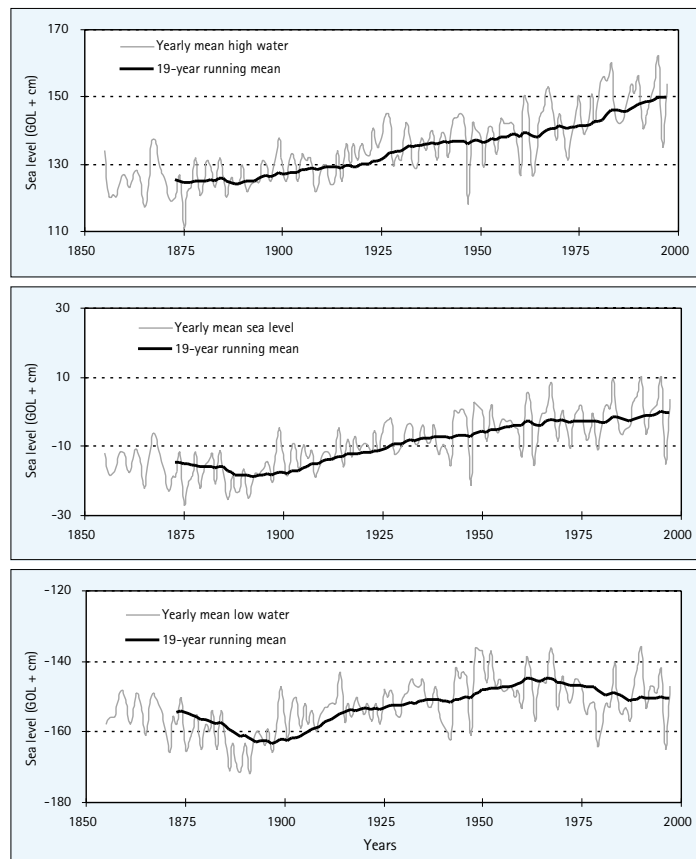 170
150
130
110
Sea level (GOL + cm)
Yearly mean high water
19-year running mean
1850 1875 1900 1925 1950 1975 2000
30
10
-10
-30
Sea level (GOL + cm)
Yearly mean sea level
19-year running mean
1850 1875 1900 1925 1950 1975 2000
-120
-140
-160
-180
Sea level (GOL + cm)
Yearly mean low water
19-year running mean
1850 1875 1900 1925 1950 1975 2000
Years